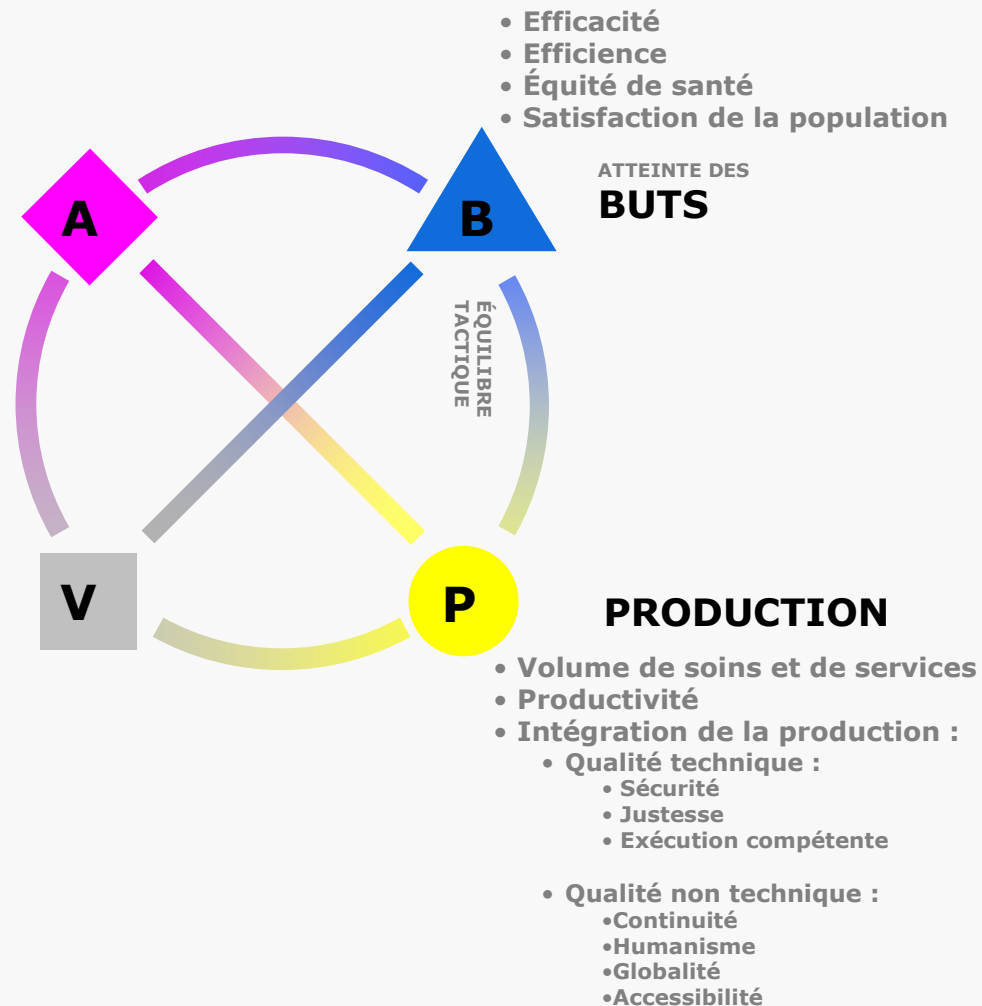 • Efficacité
• Efficience
• Équité de santé
• Satisfaction de la population
ATTEINTE DES
BUTS
A
B
ÉQUILIBRE
TACTIQUE
V
P
PRODUCTION
• Volume de soins et de services
• Productivité
• Intégration de la production :
• Qualité technique :
• Sécurité
• Justesse
• Exécution compétente
• Qualité non technique :
•Continuité
•Humanisme
•Globalité
•Accessibilité